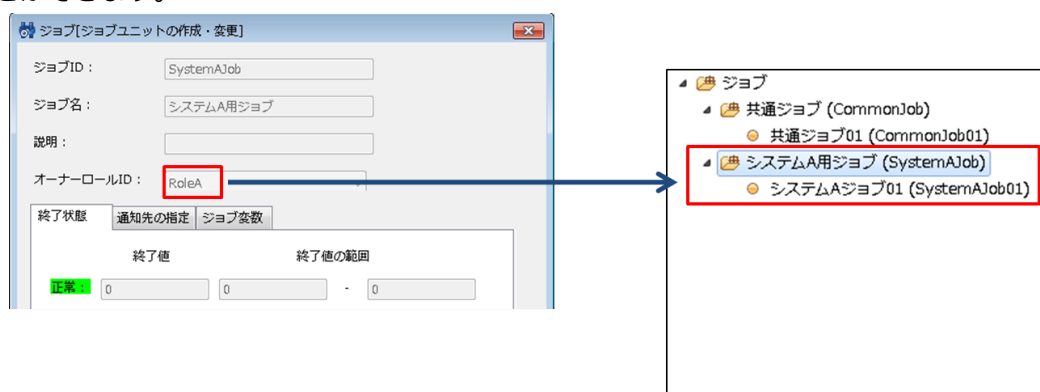 ジョブ[ジョブユニットの作成・変更]
ジョブID：
SystemAJob
ジョブ名：
システムA用ジョブ
説明：
オーナーロールID：
RoleA
終了状態
通知先の指定
ジョブ変数
終了値
終了値の範囲
正常：
0
0
-
0
ジョブ
共通ジョブ (CommonJob)
共通ジョブ01 (CommonJob01)
システムA用ジョブ (SystemAJob)
システムAジョブ01 (SystemAJob01)